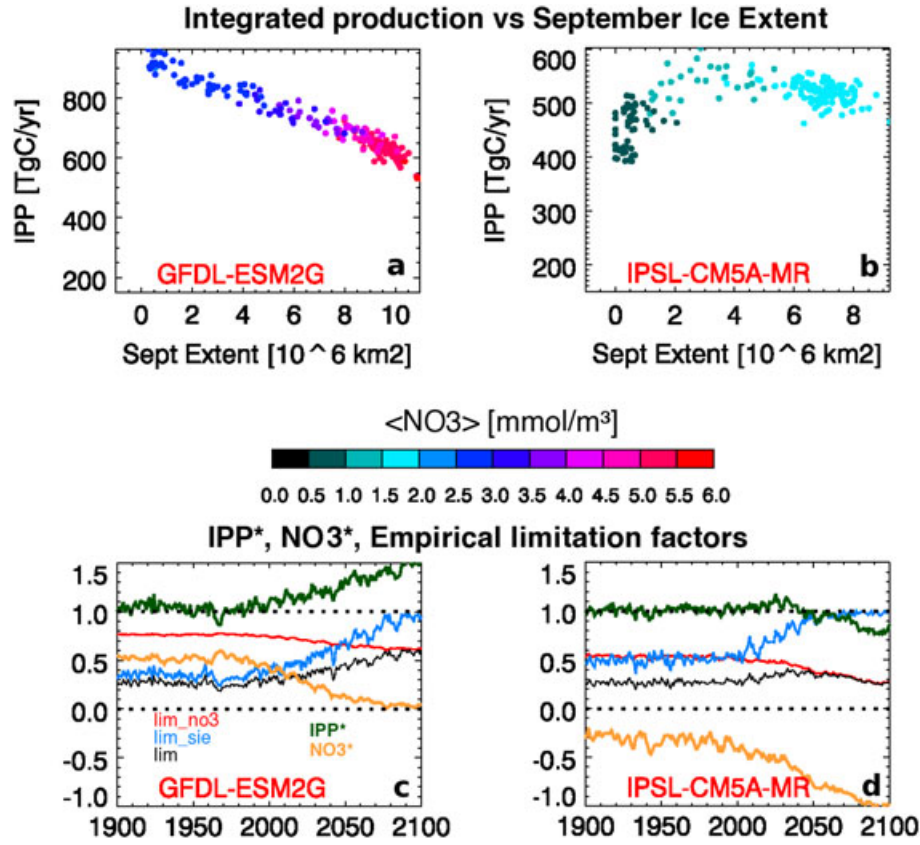 Integrated production vs September Ice Extent
IPP [TgC/yr]
800
600
400
200
GFDL-ESM2G
a
0 2 4 6 8 10
Sept Extent [10^6 km2]
IPP [TgC/yr]
600
500
400
300
200
IPSL-CM5A-MR
b
0 2 4 6 8
Sept Extent [10^6 km2]
<NO3> [mmol/m³]
0.0 0.5 1.0 1.5 2.0 2.5 3.0 3.5 4.0 4.5 5.0 5.5 6.0
IPP*, NO3*, Empirical limitation factors
1.5
1.0
0.5
0.0
-0.5
-1.0
lim_no3
lim_sie
lim
IPP*
NO3*
GFDL-ESM2G
c
1900 1950 2000 2050 2100
1.5
1.0
0.5
0.0
-0.5
-1.0
IPSL-CM5A-MR
d
1900 1950 2000 2050 2100